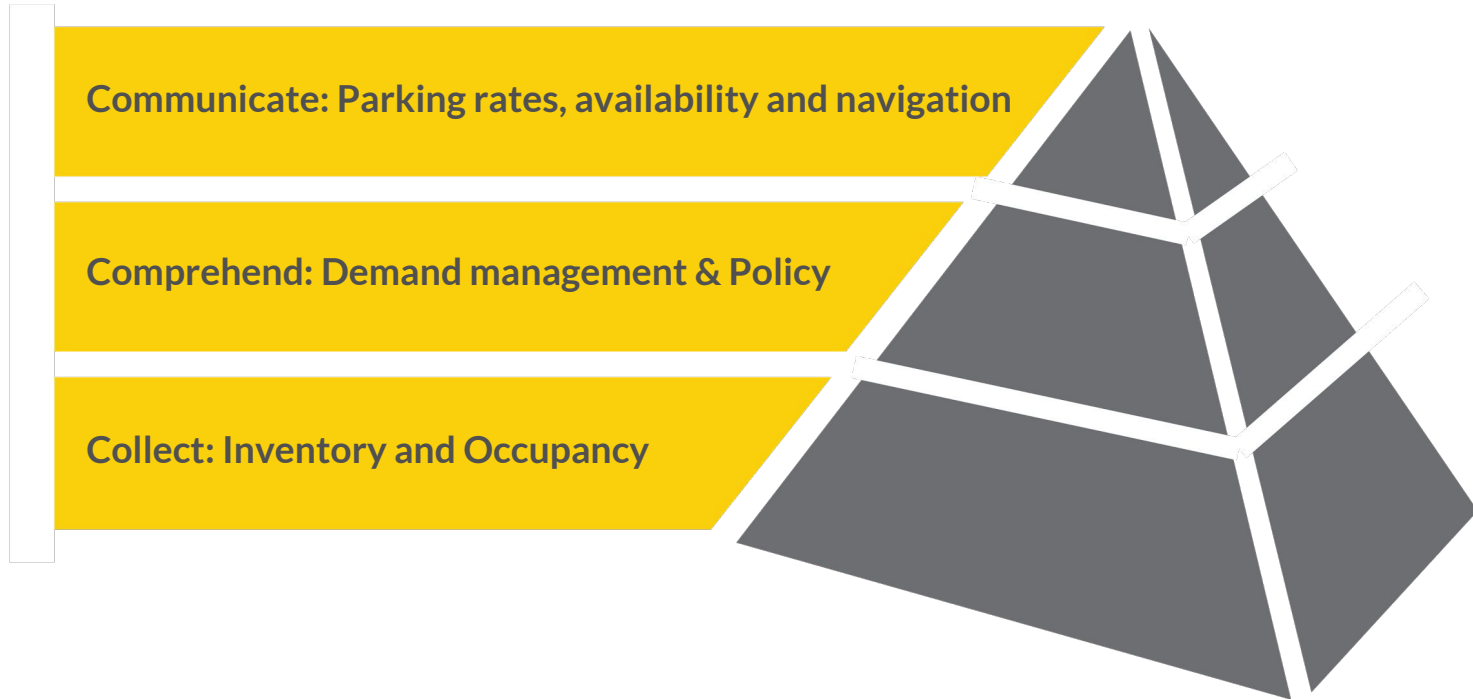 Communicate: Parking rates, availability and navigation
Comprehend: Demand management & Policy
Collect: Inventory and Occupancy